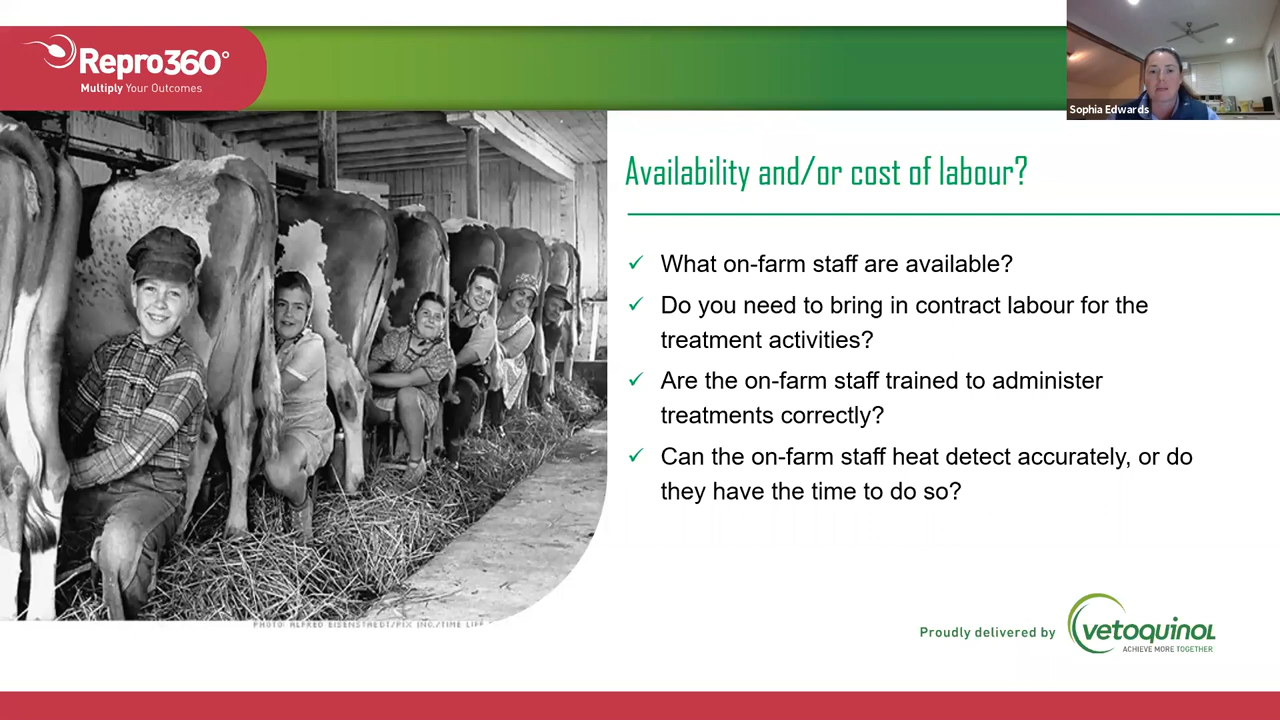 Repro360°
Multiply Your Outcomes
Sophia Edwards
Availability and/or cost of labour?
What on-farm staff are available?
Do you need to bring in contract labour for the
treatment activities?
Are the on-farm staff trained to administer
treatments correctly?
Can the on-farm staff heat detect accurately, or do
they have the time to do so?
PHOTO: ALFRED EISENSTAEDT/PIX INC./TIME LIFE
Proudly delivered by
vetoquinol
ACHIEVE MORE TOGETHER